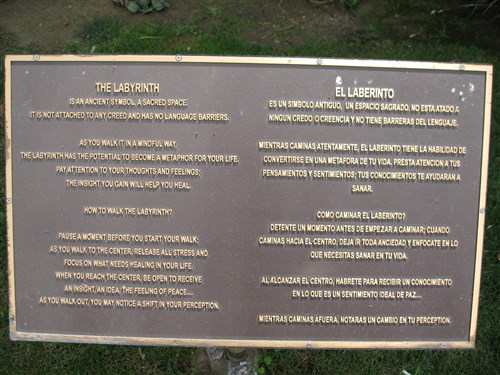 THE LABYRINTH
IS AN ANCIENT SYMBOL, A SACRED SPACE.
IT IS NOT ATTACHED TO ANY CREED AND HAS NO LANGUAGE BARRIERS.
AS YOU WALK IT IN A MINDFUL WAY,
THE LABYRINTH HAS THE POTENTIAL TO BECOME A METAPHOR FOR YOUR LIFE.
PAY ATTENTION TO YOUR THOUGHTS AND FEELINGS;
THE INSIGHT YOU GAIN WILL HELP YOU HEAL.
HOW TO WALK THE LABYRINTH?
PAUSE A MOMENT BEFORE YOU START YOUR WALK;
AS YOU WALK TO THE CENTER, RELEASE ALL STRESS AND
FOCUS ON WHAT NEEDS HEALING IN YOUR LIFE.
WHEN YOU REACH THE CENTER, BE OPEN TO RECEIVE
AN INSIGHT, AN IDEA, THE FEELING OF PEACE....
AS YOU WALK OUT, YOU MAY NOTICE A SHIFT IN YOUR PERCEPTION.
EL LABERINTO
ES UN SIMBOLO ANTIGUO, UN ESPACIO SAGRADO, NO ESTA ATADO A
NINGUN CREDO O CREENCIA Y NO TIENE BARRERAS DEL LENGUAJE.
MIENTRAS CAMINAS ATENTAMENTE, EL LABERINTO TIENE LA HABILIDAD DE
CONVERTIRSE EN UNA METAFORA DE TU VIDA, PRESTA ATENCION A TUS
PENSAMIENTOS Y SENTIMIENTOS; TUS CONOCIMIENTOS TE AYUDARAN A
SANAR.
COMO CAMINAR EL LABERINTO?
DETENTE UN MOMENTO ANTES DE EMPEZAR A CAMINAR; CUANDO
CAMINAS HACIA EL CENTRO, DEJA IR TODA ANCIEDAD Y ENFOCATE EN LO
QUE NECESITAS SANAR EN TU VIDA.
AL ALCANZAR EL CENTRO, HABRETE PARA RECIBIR UN CONOCIMIENTO
EN LO QUE ES UN SENTIMIENTO IDEAL DE PAZ....
MIENTRAS CAMINAS AFUERA, NOTARAS UN CAMBIO EN TU PERCEPTION.